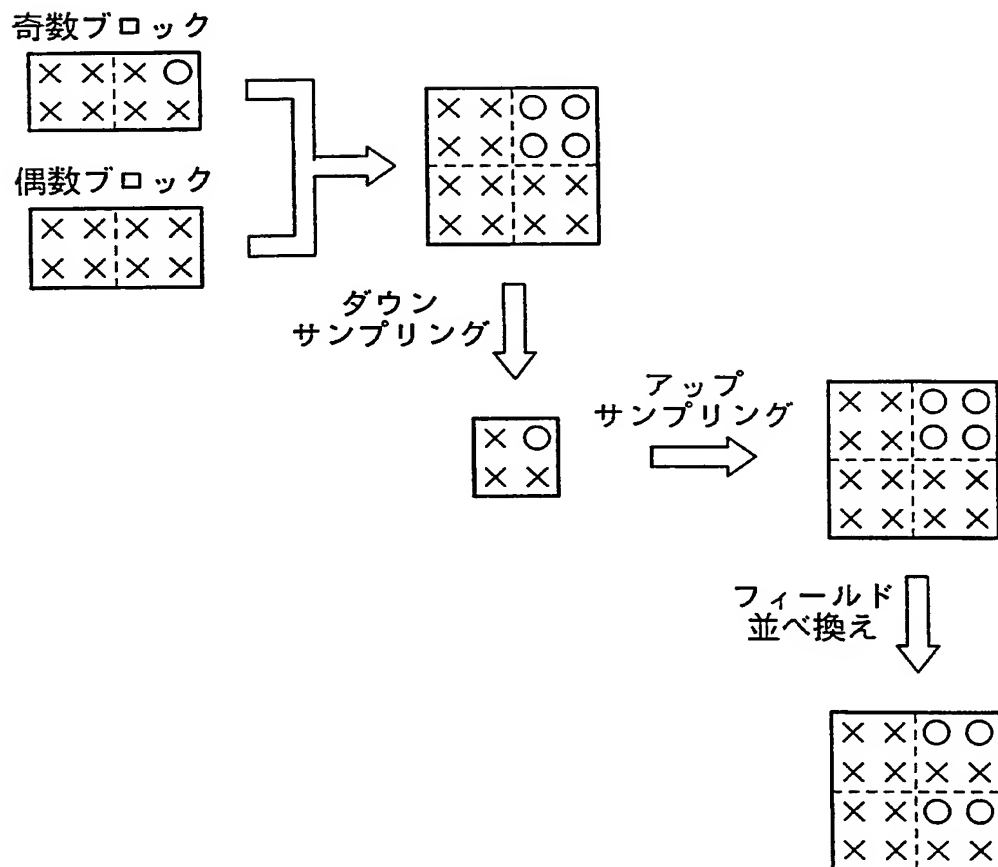 奇数ブロック
偶数ブロック
ダウン
サンプリング
アップ
サンプリング
フィールド
並べ換え